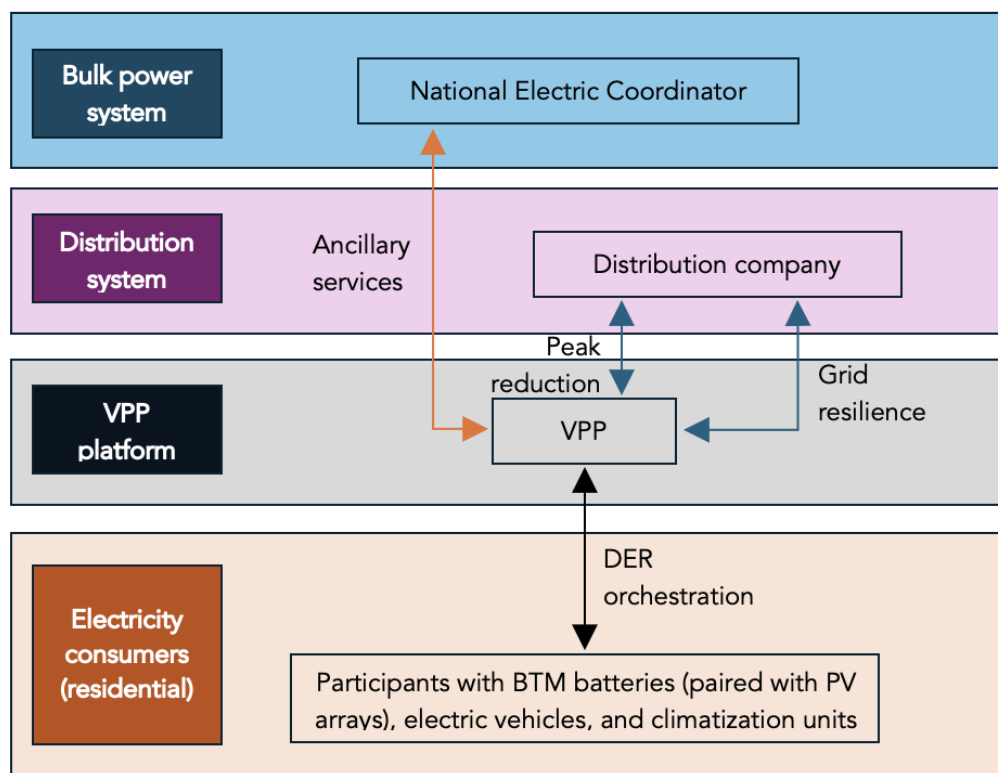 Bulk power
system
National Electric Coordinator
Distribution
system
Ancillary
services
Distribution company
Peak
reduction
Grid
resilience
VPP
platform
VPP
DER
orchestration
Electricity
consumers
(residential)
Participants with BTM batteries (paired with PV
arrays), electric vehicles, and climatization units